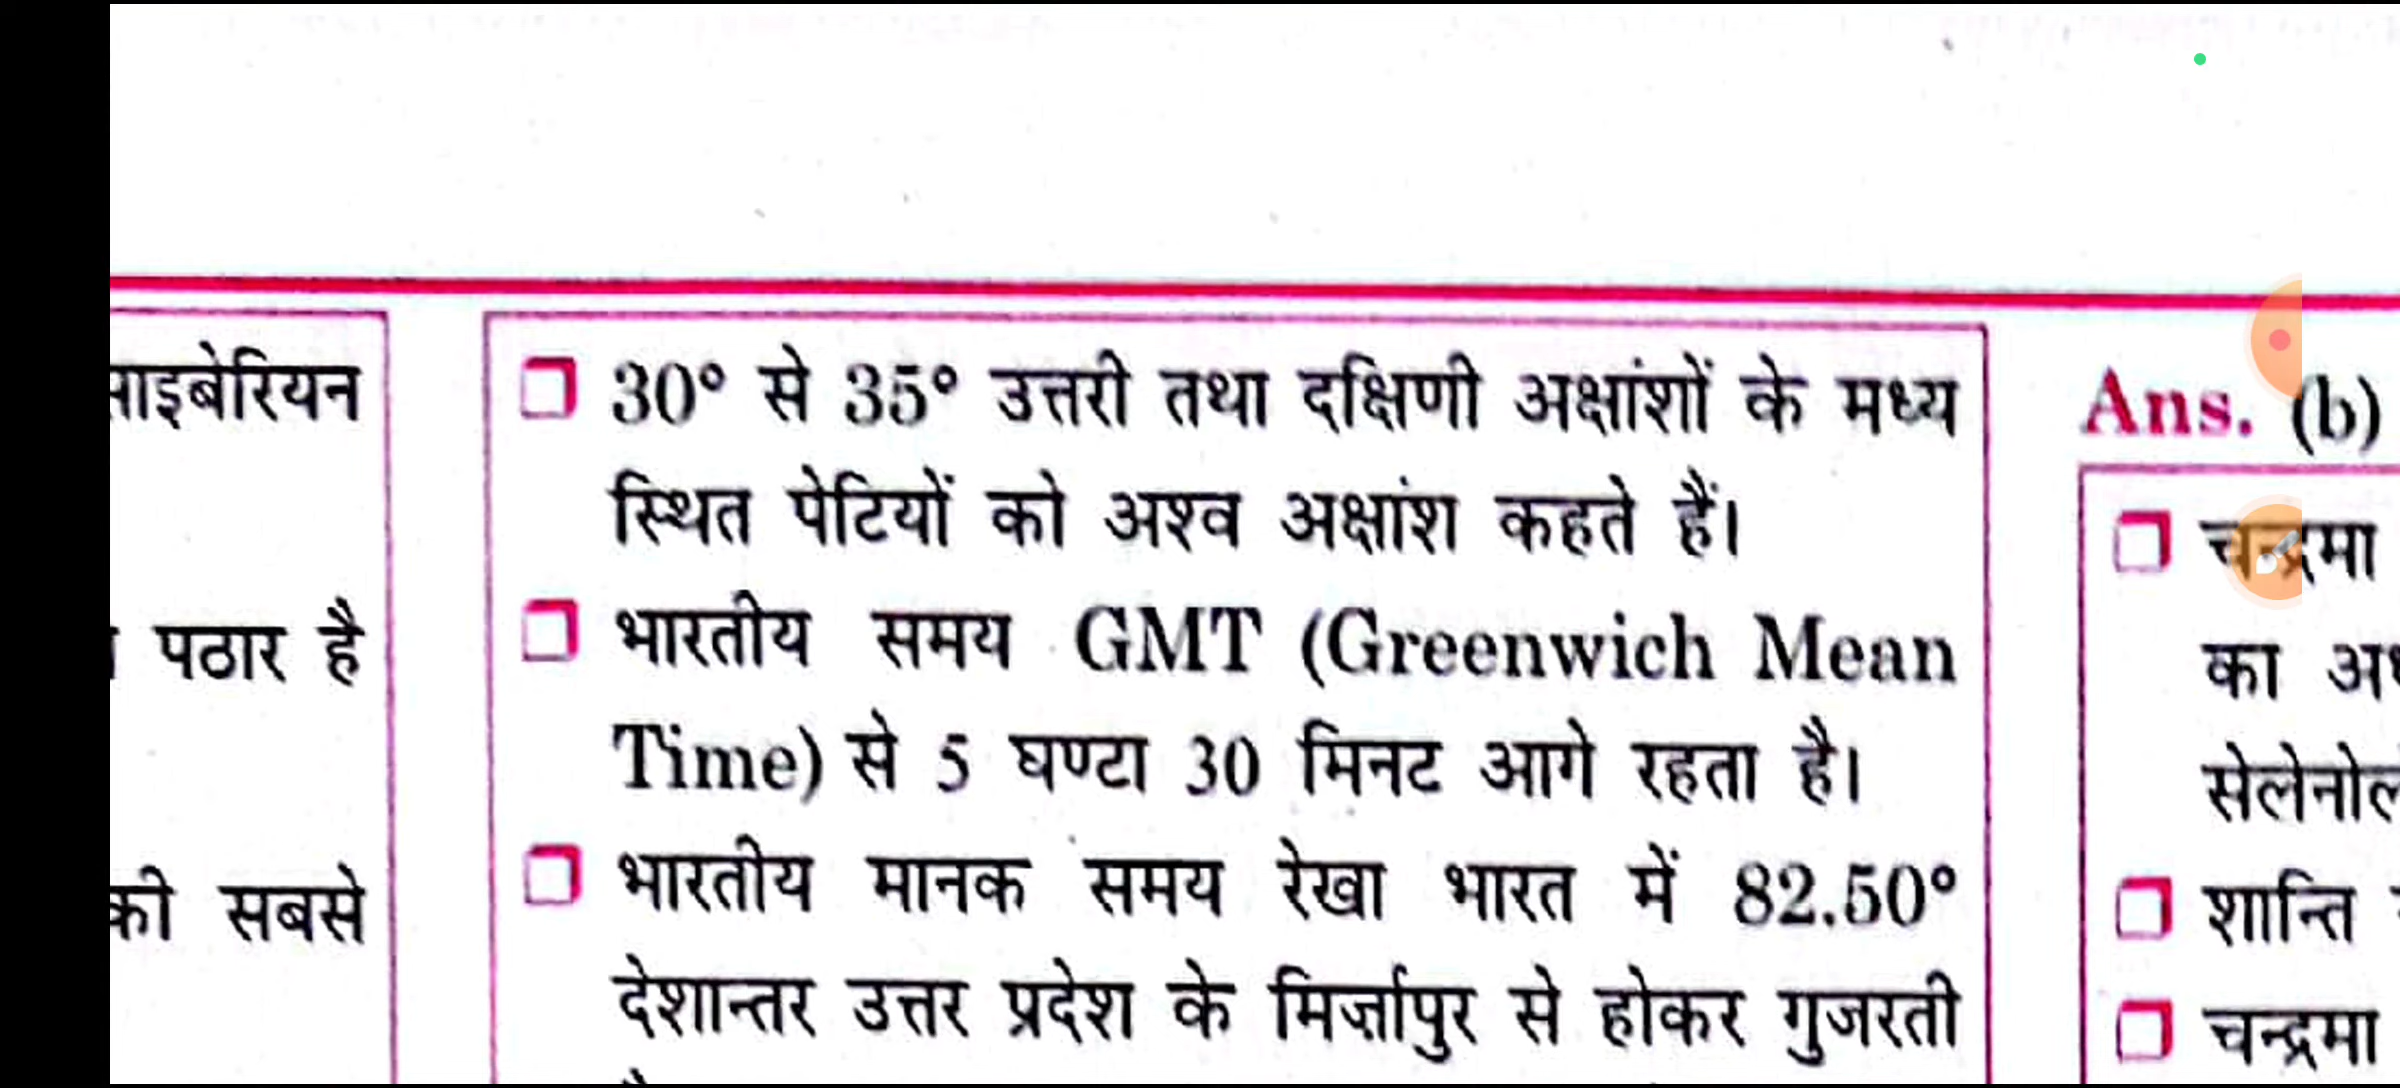 पठार है
की सबसे
30° से 35° उत्तरी तथा दक्षिणी अक्षांशों के मध्य
स्थित पेटियों को अश्व अक्षांश कहते हैं।
भारतीय समय GMT (Greenwich Mean
Time) से 5 घण्टा 30 मिनट आगे रहता है।
भारतीय मानक समय रेखा भारत में 82.50°
देशान्तर उत्तर प्रदेश के मिर्जापुर से होकर गुजरती
Ans. (b)
चन्द्रमा
का
शान्ति
चन्द्रमा